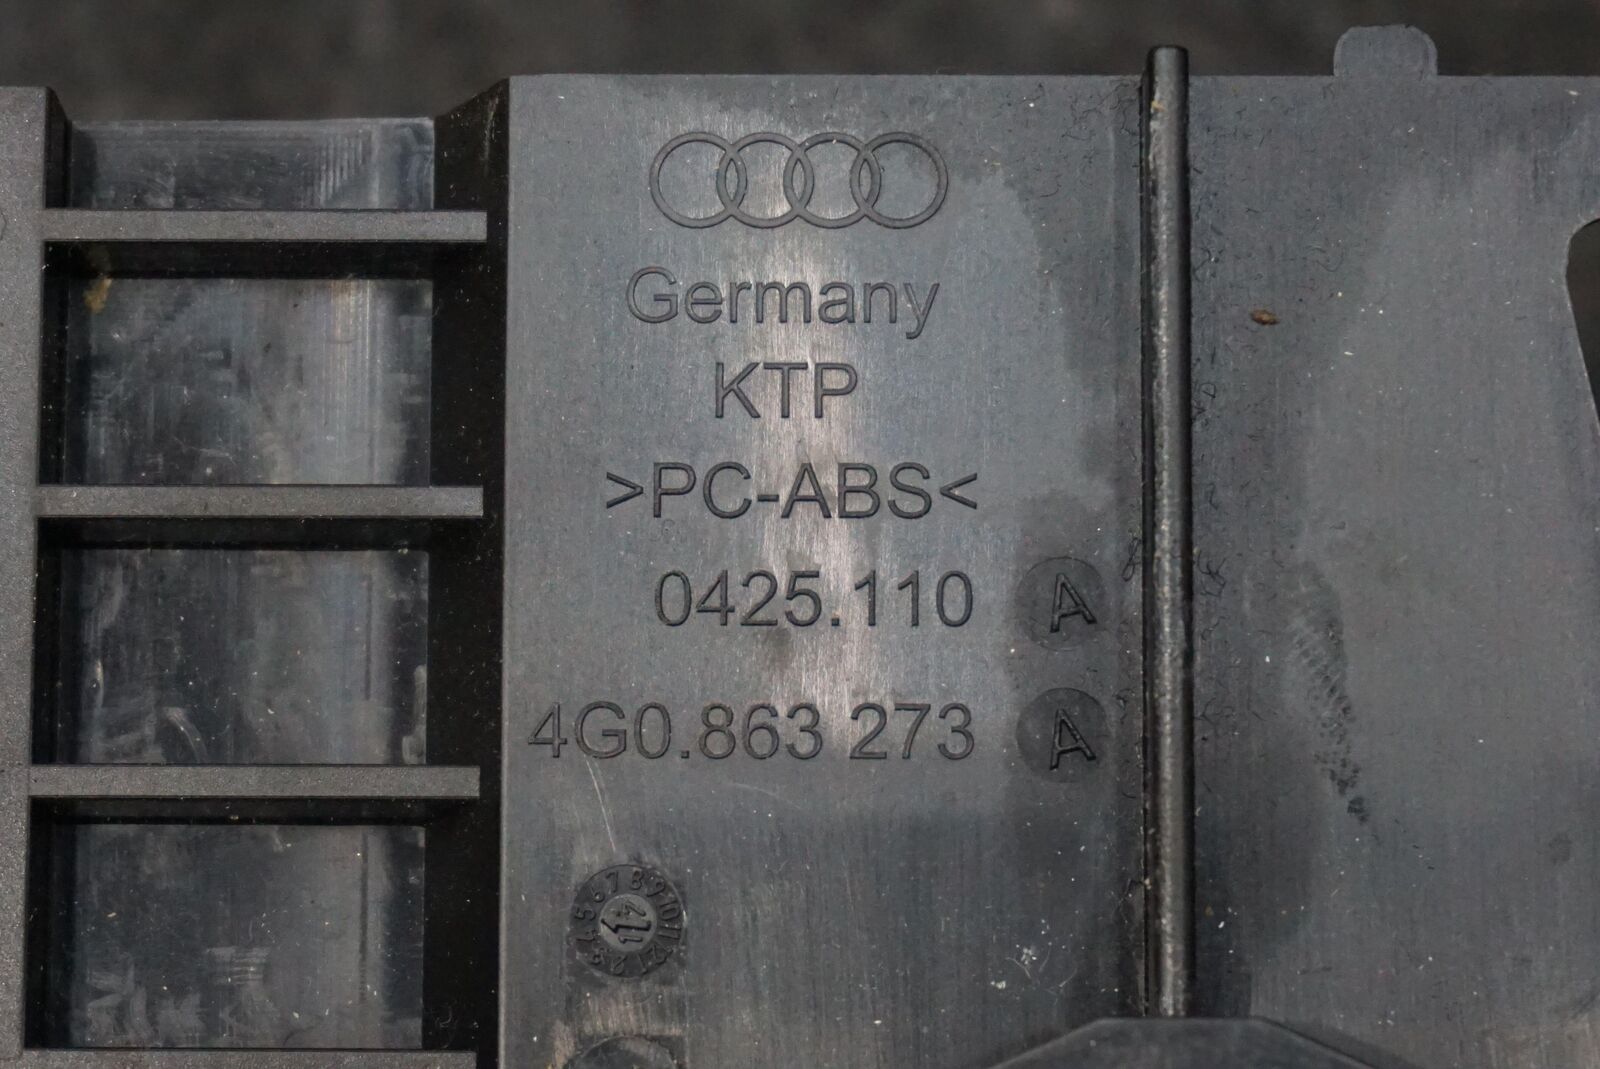 Germany
KTP
>PC-ABS<
0425.110 A
4G0.863 273 A